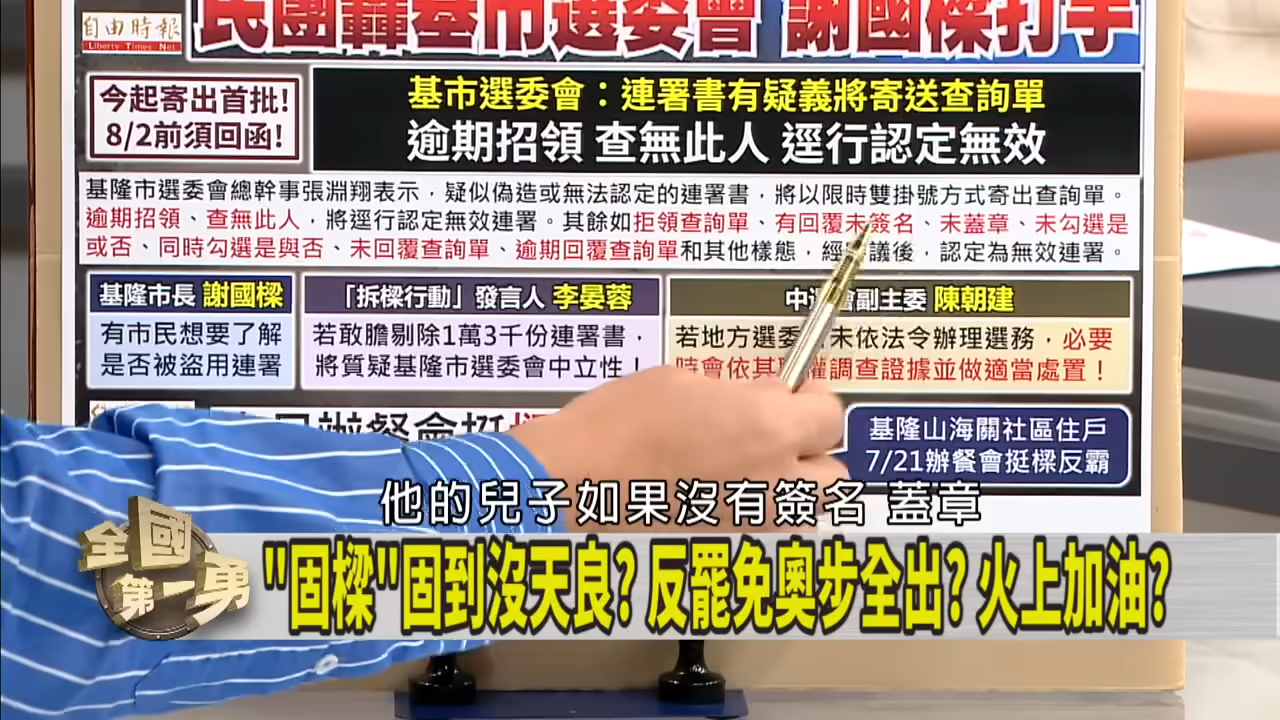 自由時報
Liberty Times Net
民團轟基市選委會 謝國樑打手
今起寄出首批!
8/2前須回函!
基市選委會：連署書有疑義將寄送查詢單
逾期招領 查無此人 逕行認定無效
基隆市選委會總幹事張淵翔表示，疑似偽造或無法認定的連署書，將以限時雙掛號方式寄出查詢單。
逾期招領、查無此人，將逕行認定無效連署。其餘如拒領查詢單、有回覆未簽名、未蓋章、未勾選是
或否、同時勾選是與否、未回覆查詢單、逾期回覆查詢單和其他樣態，經 議後，認定為無效連署。
基隆市長 謝國樑
有市民想要了解
是否被盜用連署
「拆樑行動」發言人 李晏蓉
若敢膽剔除1萬3千份連署書，
將質疑基隆市選委會中立性！
中選會副主委 陳朝建
若地方選委 未依法令辦理選務，必要
時會依其職權調查證據並做適當處置！
辦餐會挺
基隆山海關社區住戶
7/21辦餐會挺樑反霸
他的兒子如果沒有簽名 蓋章
全國第一勇
"固樑"固到沒天良? 反罷免奧步全出? 火上加油?